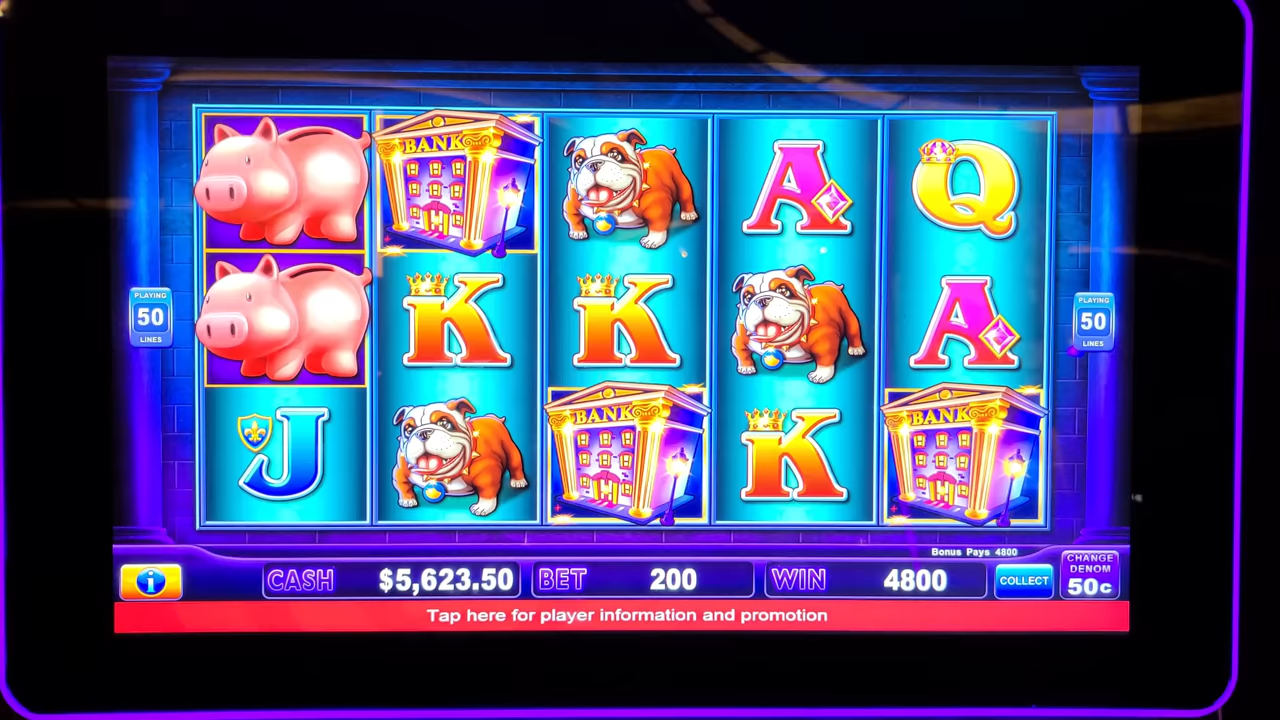 BANK
A
Q
PLAYING
50
LINES
K
K
A
PLAYING
50
LINES
J
BANK
K
BANK
Bonus Pays 4800
i
CASH $5,623.50
BET 200
WIN 4800
COLLECT
CHANGE
DENOM
50c
Tap here for player information and promotion